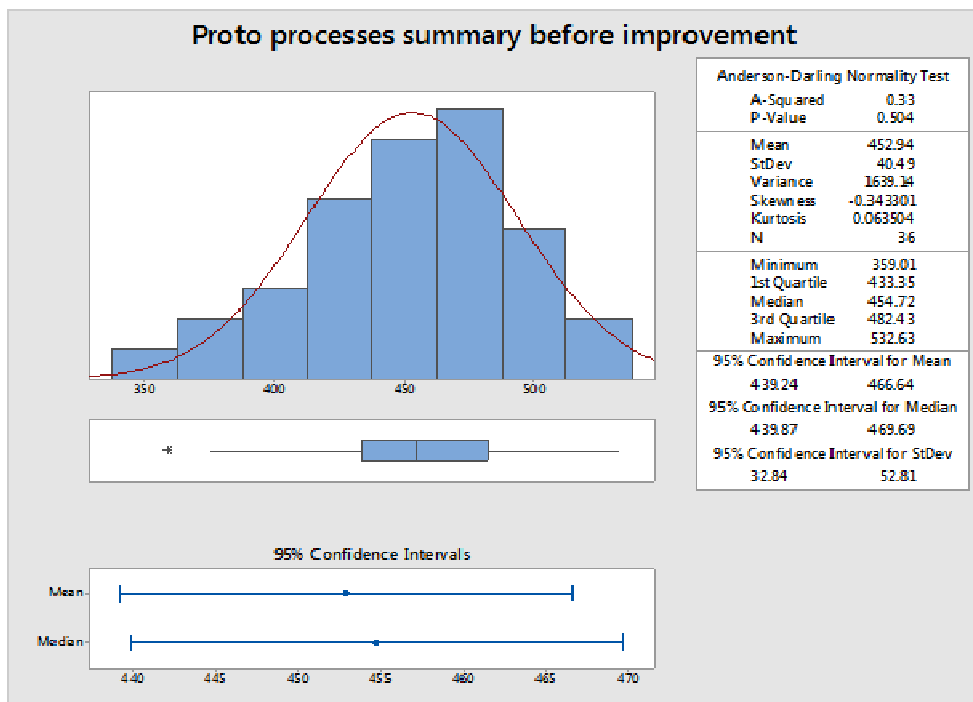 Proto processes summary before improvement
Anderson-Darling Normality Test
A-Squared 0.33
P-Value 0.504
Mean 452.94
StDev 40.49
Variance 1639.14
Skewness -0.343301
Kurtosis 0.063504
N 36
Minimum 359.01
1st Quartile 433.35
Median 454.72
3rd Quartile 482.43
Maximum 532.63
95% Confidence Interval for Mean
439.24 466.64
95% Confidence Interval for Median
439.87 469.69
95% Confidence Interval for StDev
32.84 52.81
350 400 450 500
95% Confidence Intervals
Mean
Median
440 445 450 455 460 465 470